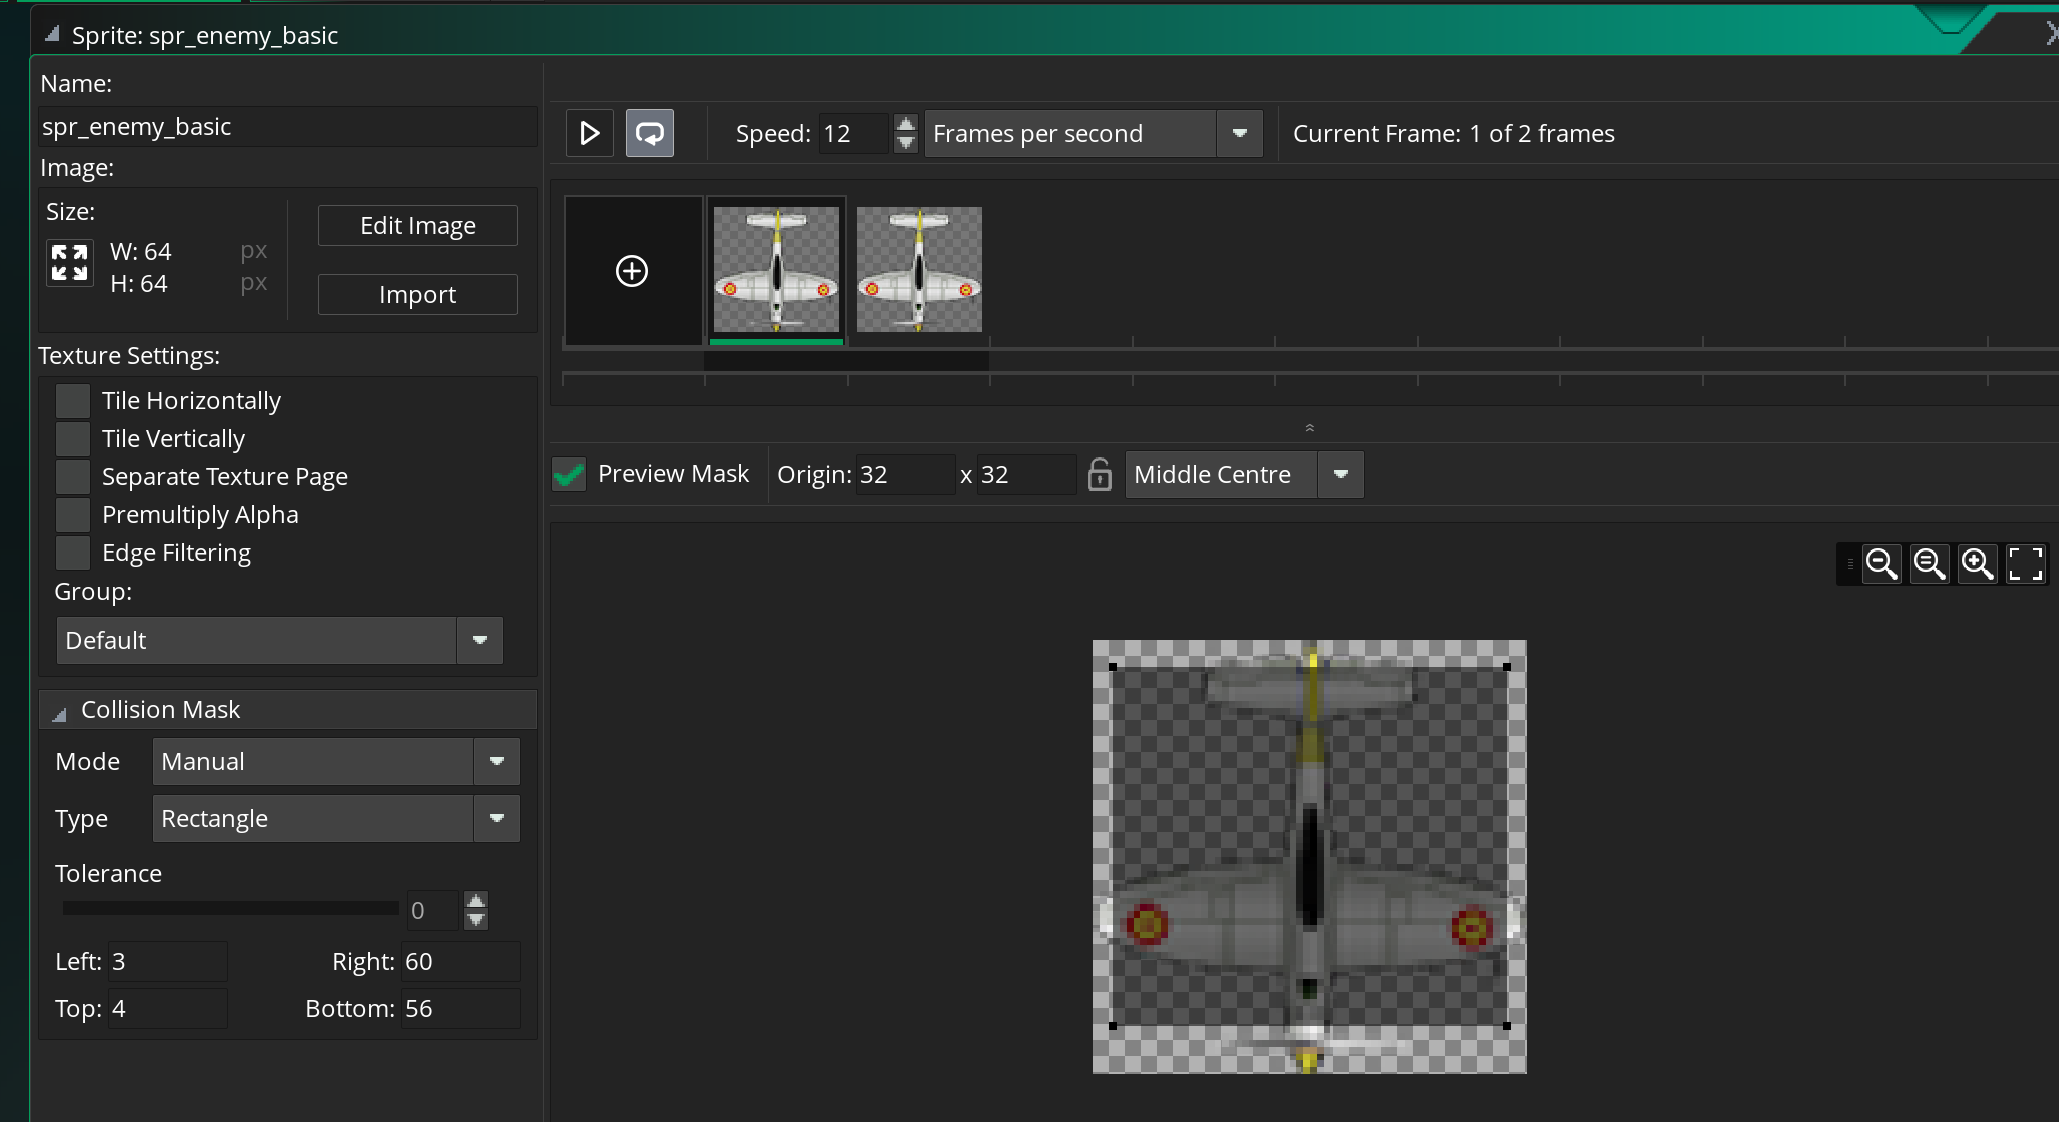 Sprite: spr_enemy_basic
Name:
spr_enemy_basic
Image:
Size:
W: 64 px
H: 64 px
Edit Image
Import
Texture Settings:
Tile Horizontally
Tile Vertically
Separate Texture Page
Premultiply Alpha
Edge Filtering
Group:
Default
Collision Mask
Mode Manual
Type Rectangle
Tolerance
0
Left: 3 Right: 60
Top: 4 Bottom: 56
Speed: 12 Frames per second Current Frame: 1 of 2 frames
Preview Mask Origin: 32 x 32 Middle Centre